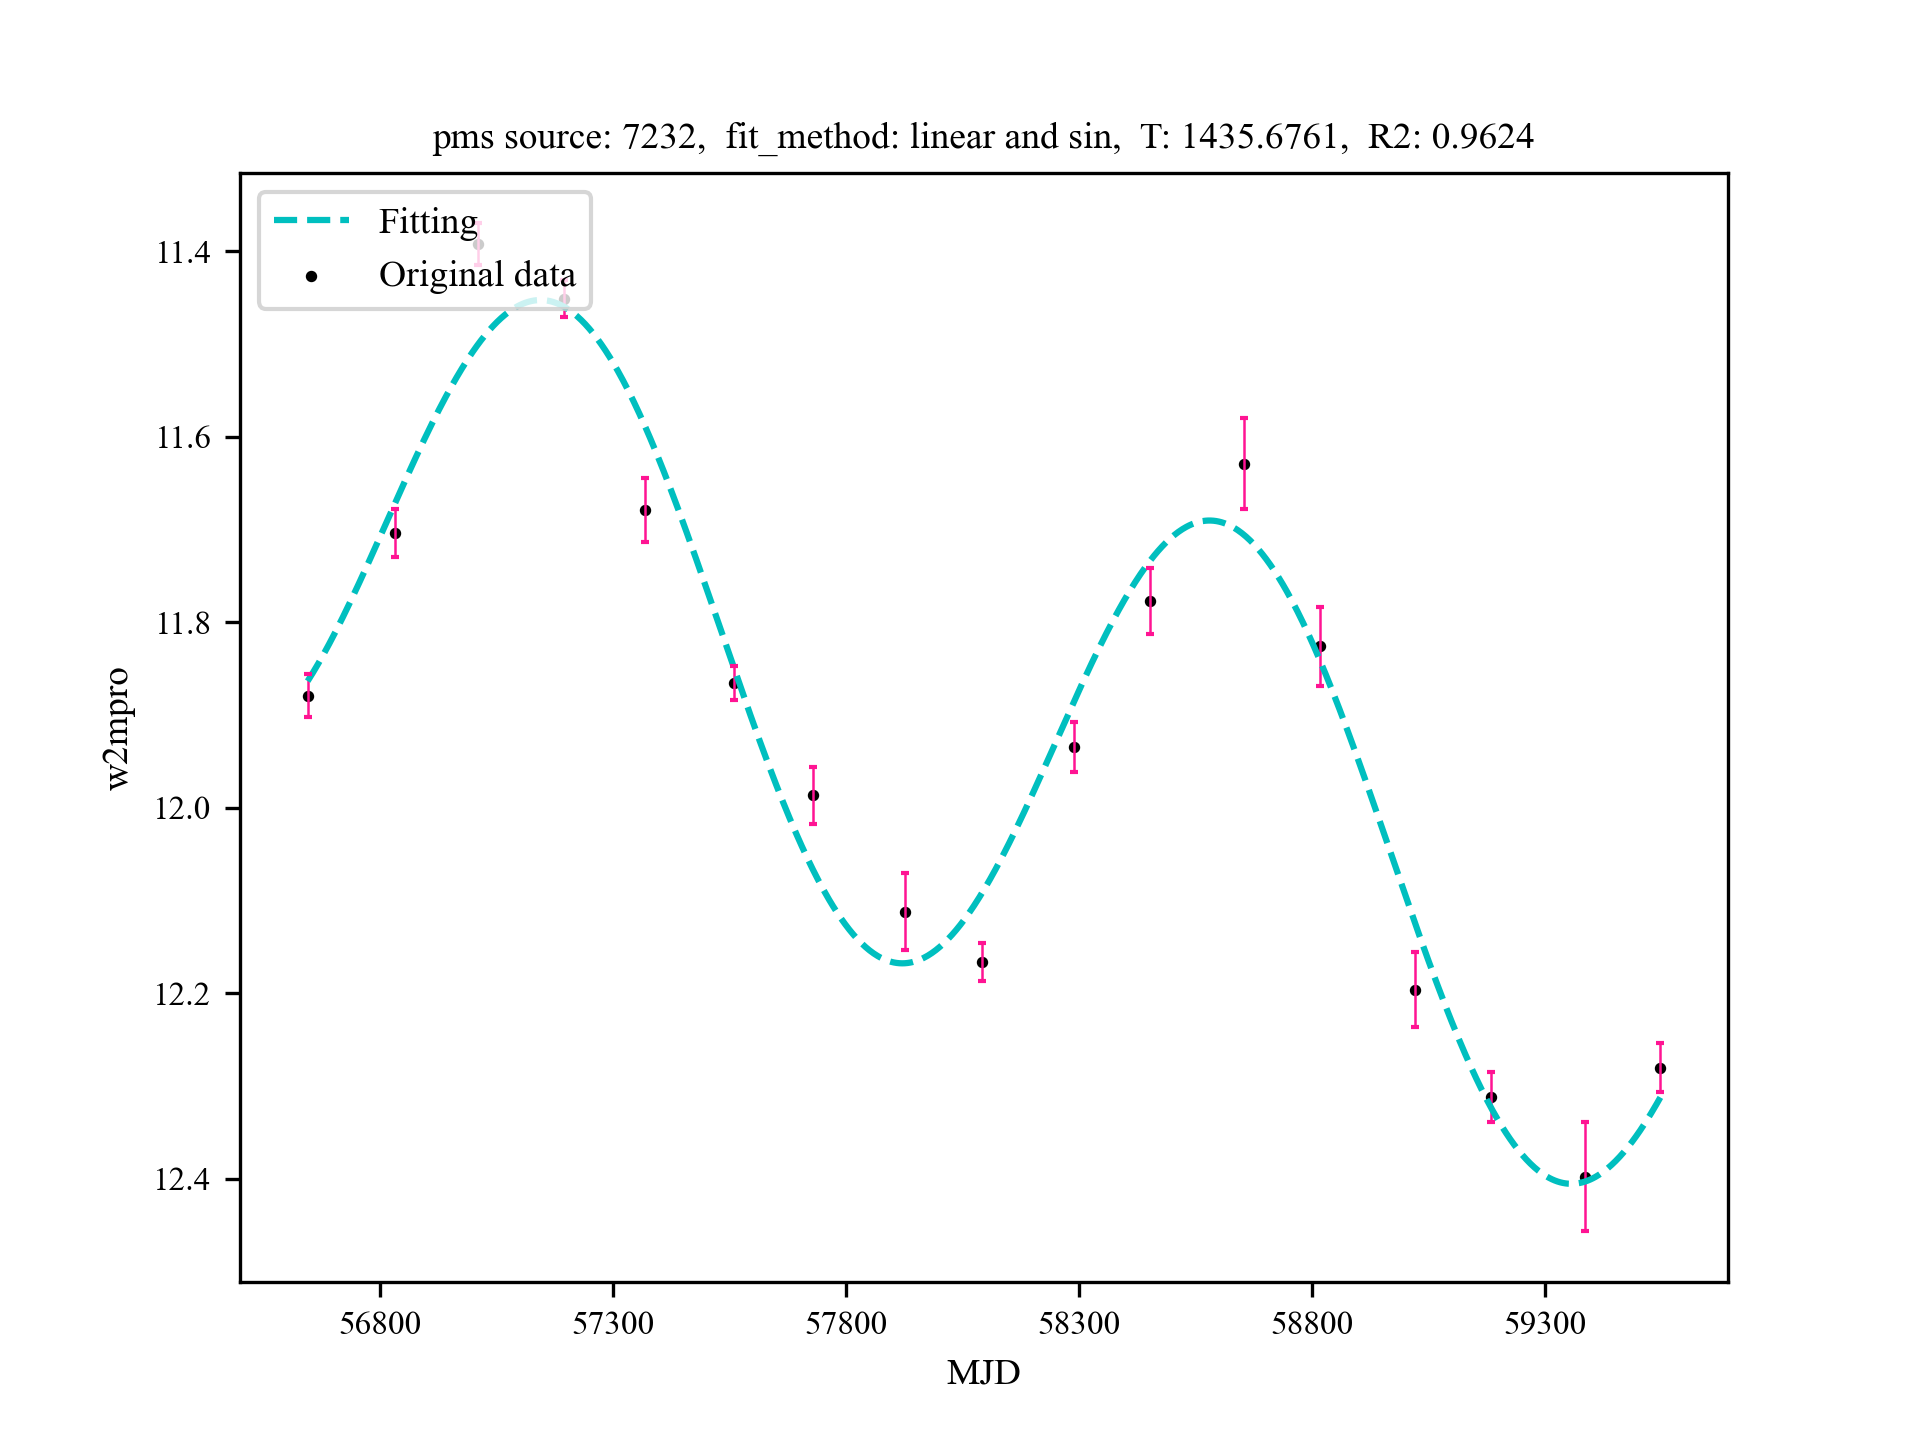 pms source: 7232, fit_method: linear and sin, T: 1435.6761, R2: 0.9624
Fitting
Original data
11.4
11.6
11.8
12.0
12.2
12.4
w2mpro
56800 57300 57800 58300 58800 59300
MJD